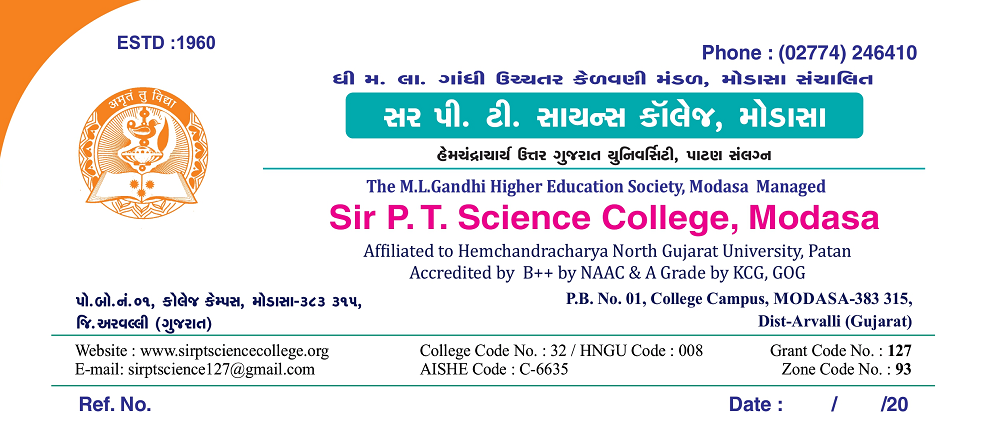 ESTD :1960
Phone : (02774) 246410
ધી મ. લા. ગાંધી ઉચ્ચતર કેળવણી મંડળ, મોડાસા સંચાલિત
अमृतं तु विद्या
સર પી. ટી. સાયન્સ કૉલેજ, મોડાસા
હેમચંદ્રાચાર્ય ઉત્તર ગુજરાત યુનિવર્સિટી, પાટણ સંલગ્ન
The M.L.Gandhi Higher Education Society, Modasa Managed
Sir P. T. Science College, Modasa
Affiliated to Hemchandracharya North Gujarat University, Patan
Accredited by B++ by NAAC & A Grade by KCG, GOG
પો.બો.નં.૦૧, કોલેજ કેમ્પસ, મોડાસા-૩૮૩ ૩૧૫,
જિ.અરવલ્લી (ગુજરાત)
P.B. No. 01, College Campus, MODASA-383 315,
Dist-Arvalli (Gujarat)
Website : www.sirptsciencecollege.org
E-mail: sirptscience127@gmail.com
College Code No. : 32 / HNGU Code : 008
AISHE Code : C-6635
Grant Code No. : 127
Zone Code No. : 93
Ref. No.
Date : / /20